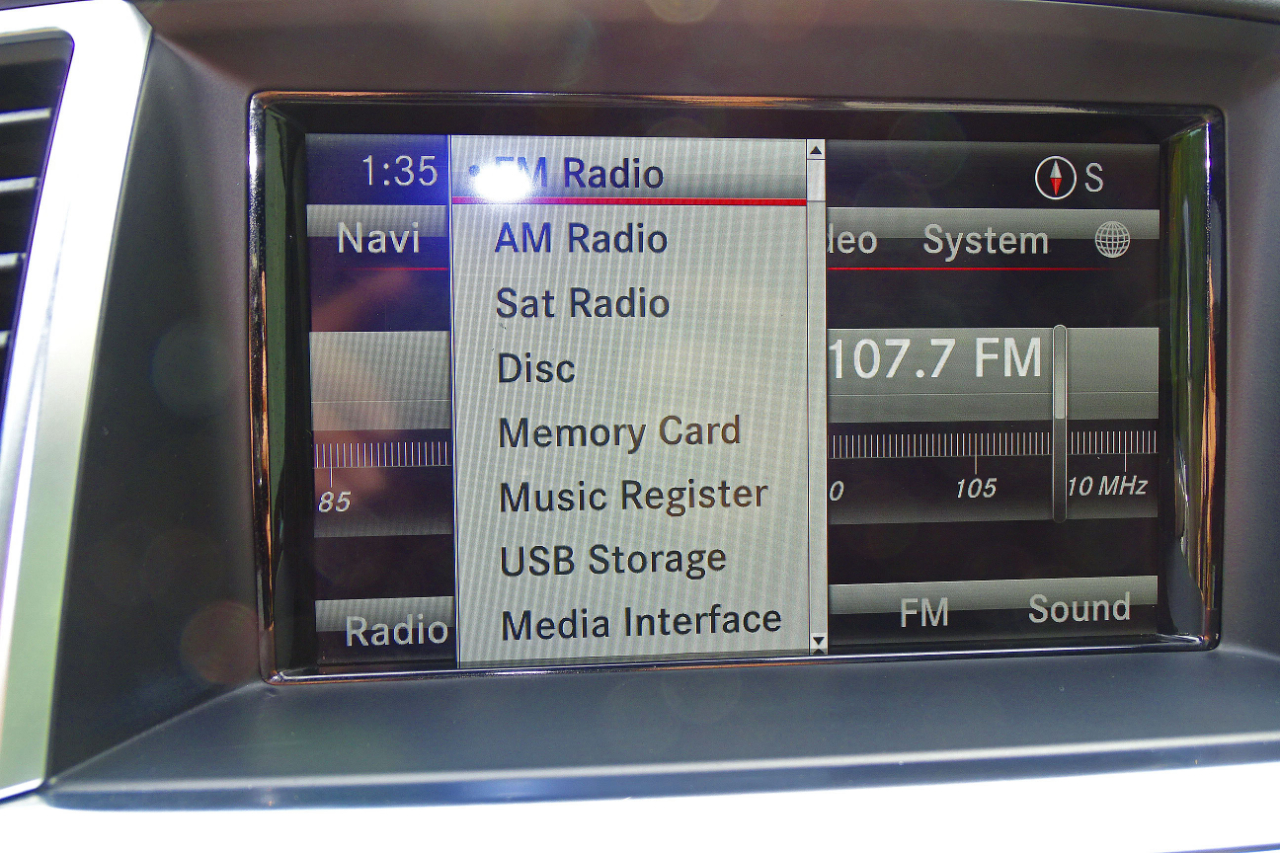 1:35
S
Navi
System
FM Radio
AM Radio
Sat Radio
Disc
Memory Card
Music Register
USB Storage
Media Interface
107.7 FM
85
0
105
10 MHz
Radio
FM
Sound